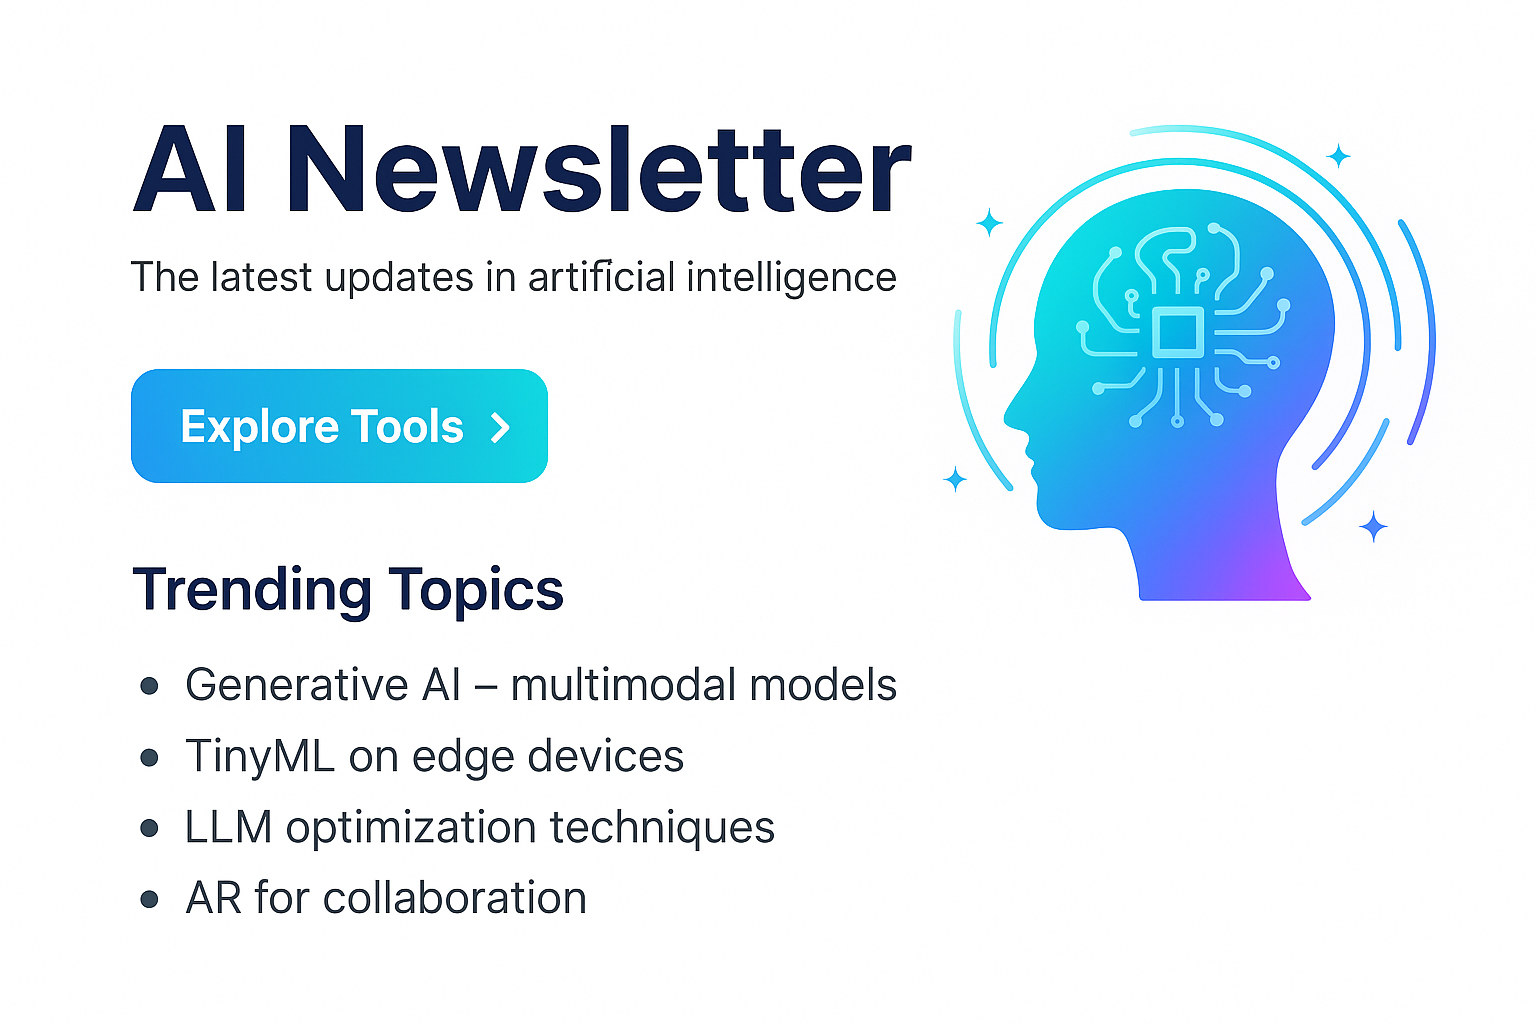 AI Newsletter
The latest updates in artificial intelligence
Explore Tools
Trending Topics
• Generative AI – multimodal models
• TinyML on edge devices
• LLM optimization techniques
• AR for collaboration